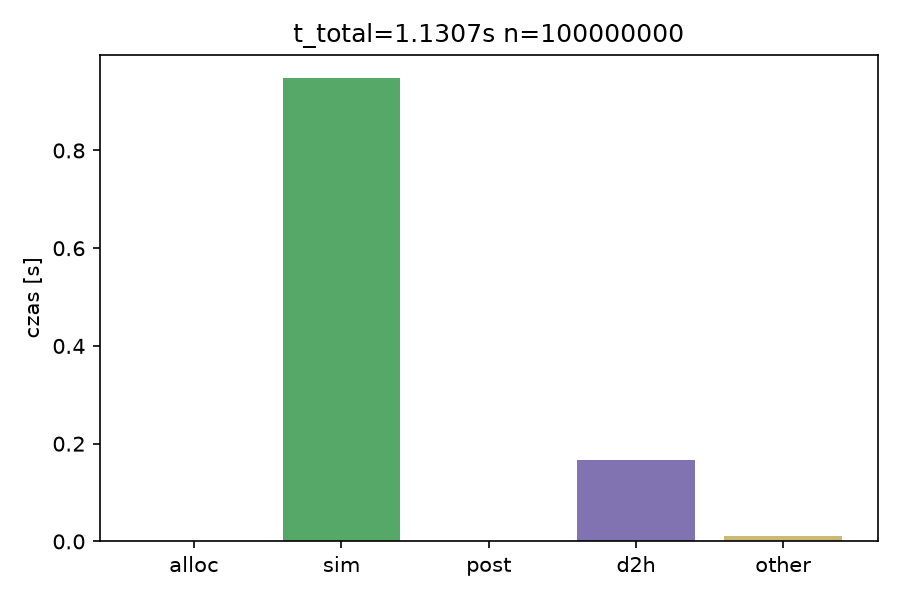 t_total=1.1307s n=100000000
czas [s]
0.8
0.6
0.4
0.2
0.0
alloc sim post d2h other